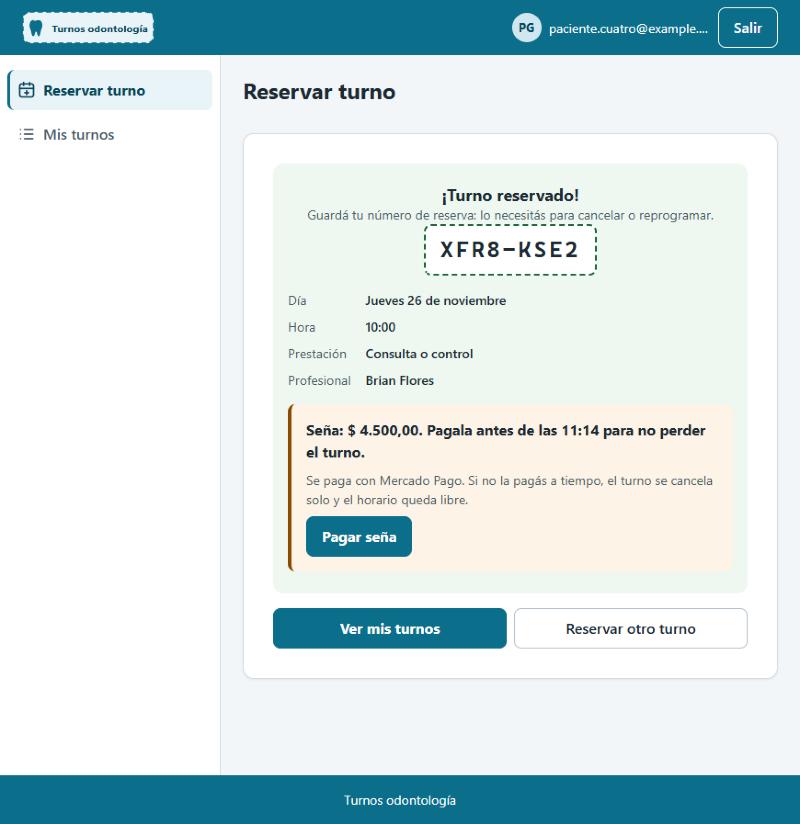 Turnos odontología
PG
paciente.cuatro@example....
Salir
Reservar turno
Mis turnos
Reservar turno
¡Turno reservado!
Guardá tu número de reserva: lo necesitás para cancelar o reprogramar.
XFR8-KSE2
Día Jueves 26 de noviembre
Hora 10:00
Prestación Consulta o control
Profesional Brian Flores
Seña: $ 4.500,00. Pagala antes de las 11:14 para no perder
el turno.
Se paga con Mercado Pago. Si no la pagás a tiempo, el turno se cancela
solo y el horario queda libre.
Pagar seña
Ver mis turnos
Reservar otro turno
Turnos odontología